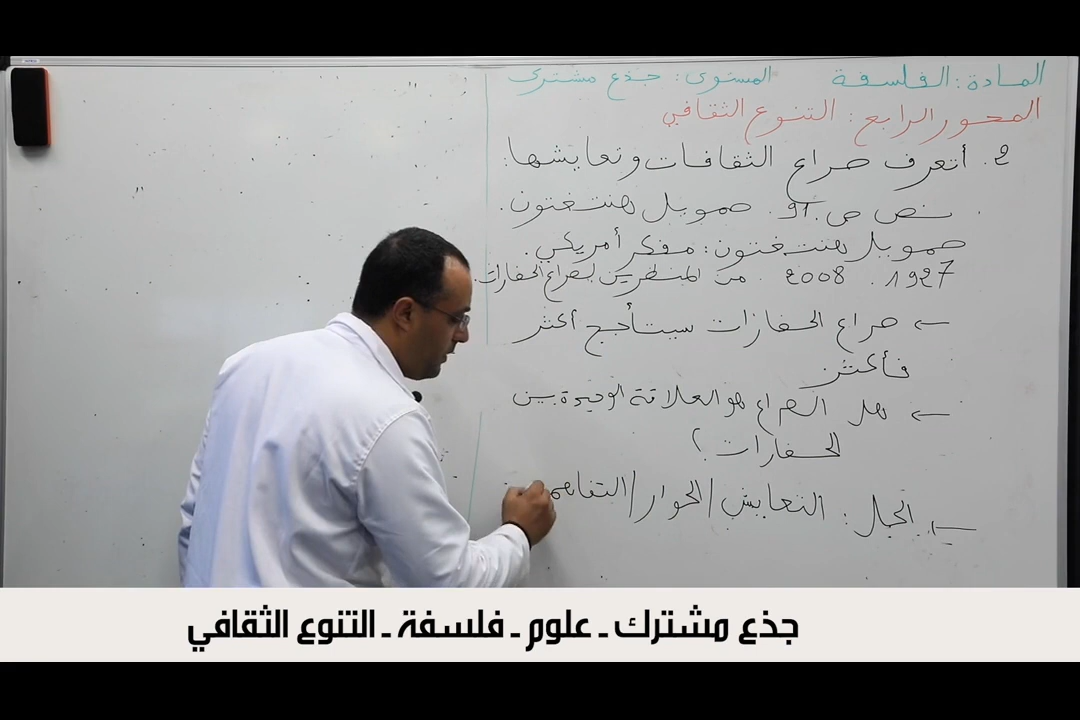 المادة: الفلسفة المستوى: جذع مشترك
المحور الرابع: التنوع الثقافي
2. أتعرف صراع الثقافات وتعايشها:
نص ص. 91. صمويل هنتغتون.
صمويل هنتغتون: مفكر أمريكي.
1927. 2008. من المنظرين لصراع الحضارات.
← صراع الحضارات سيتأجج أكثر
فأكثر
← هل الصراع هو العلاقة الوحيدة بين
الحضارات؟
← الحل: التعايش/الحوار/التفاهم
جذع مشترك ـ علوم ـ فلسفة ـ التنوع الثقافي